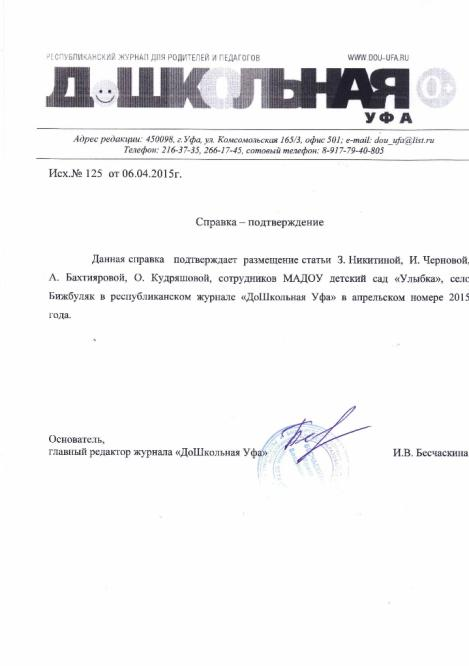 РЕСПУБЛИКАНСКИЙ ЖУРНАЛ ДЛЯ РОДИТЕЛЕЙ И ПЕДАГОГОВ WWW.DOU-UFA.RU
ДОШКОЛЬНАЯ 0+
УФА
Адрес редакции: 450098, г.Уфа, ул. Комсомольская 165/3, офис 501; e-mail: dou_ufa@list.ru
Телефон: 216-37-35, 266-17-45, сотовый телефон: 8-917-79-40-805
Исх.№ 125 от 06.04.2015г.
Справка – подтверждение
Данная справка подтверждает размещение статьи З. Никитиной, И. Черновой,
А. Бахтияровой, О. Кудряшовой, сотрудников МАДОУ детский сад «Улыбка», село
Бижбуляк в республиканском журнале «ДоШкольная Уфа» в апрельском номере 2015
года.
Основатель,
главный редактор журнала «ДоШкольная Уфа» И.В. Бесчаскина